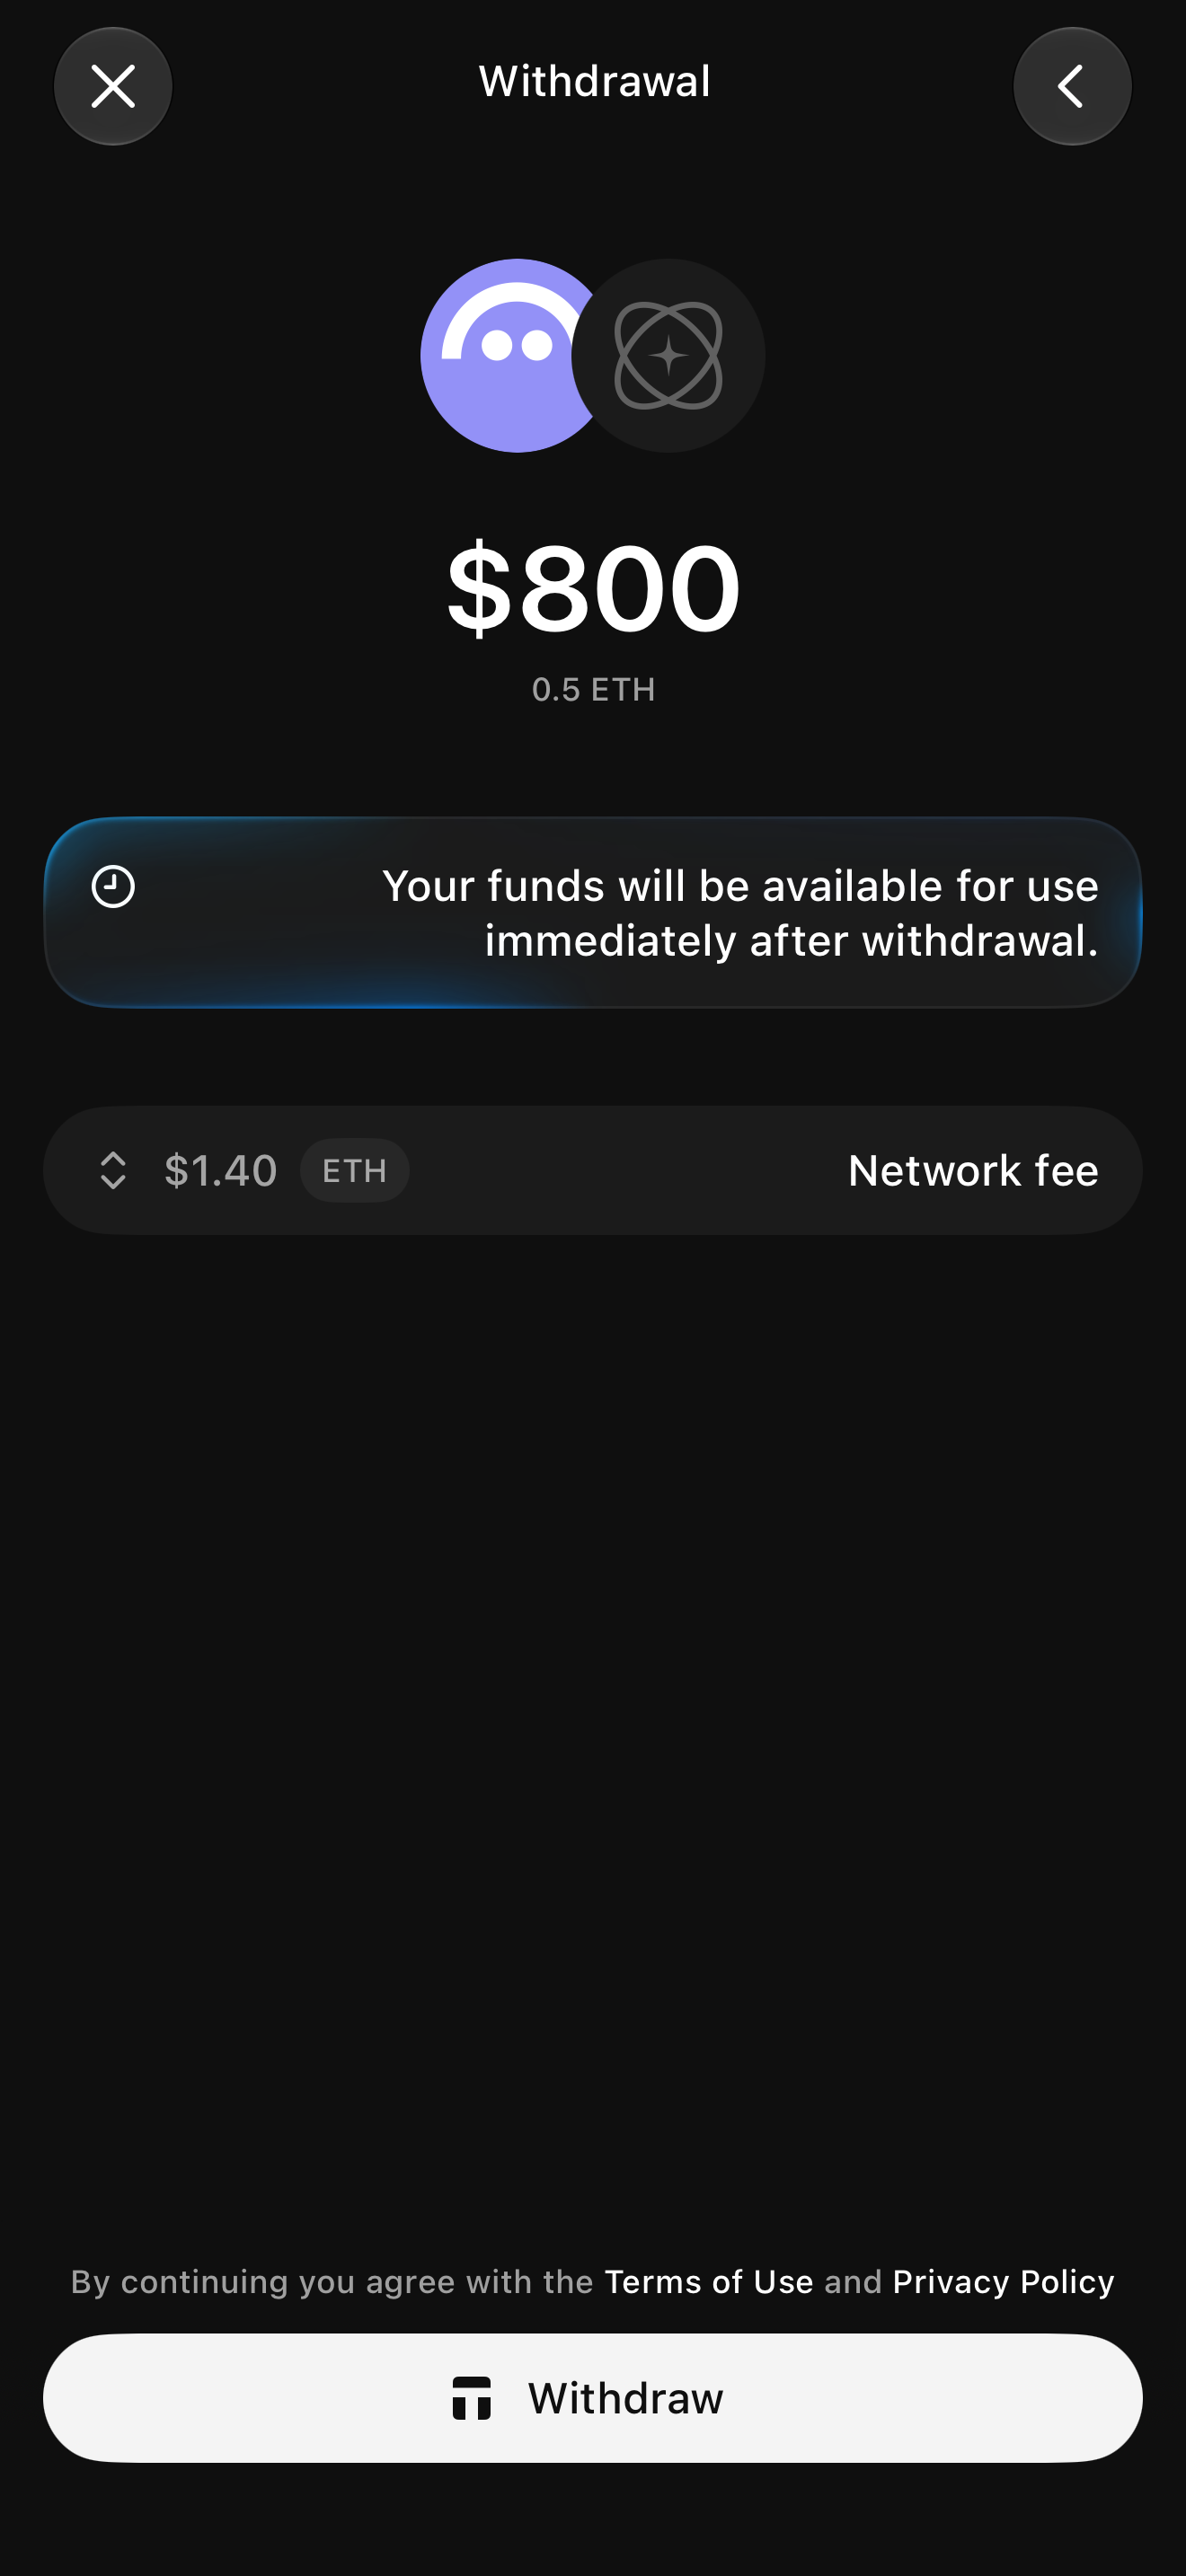 Withdrawal
$800
0.5 ETH
Your funds will be available for use
immediately after withdrawal.
$1.40 ETH Network fee
By continuing you agree with the Terms of Use and Privacy Policy
Withdraw